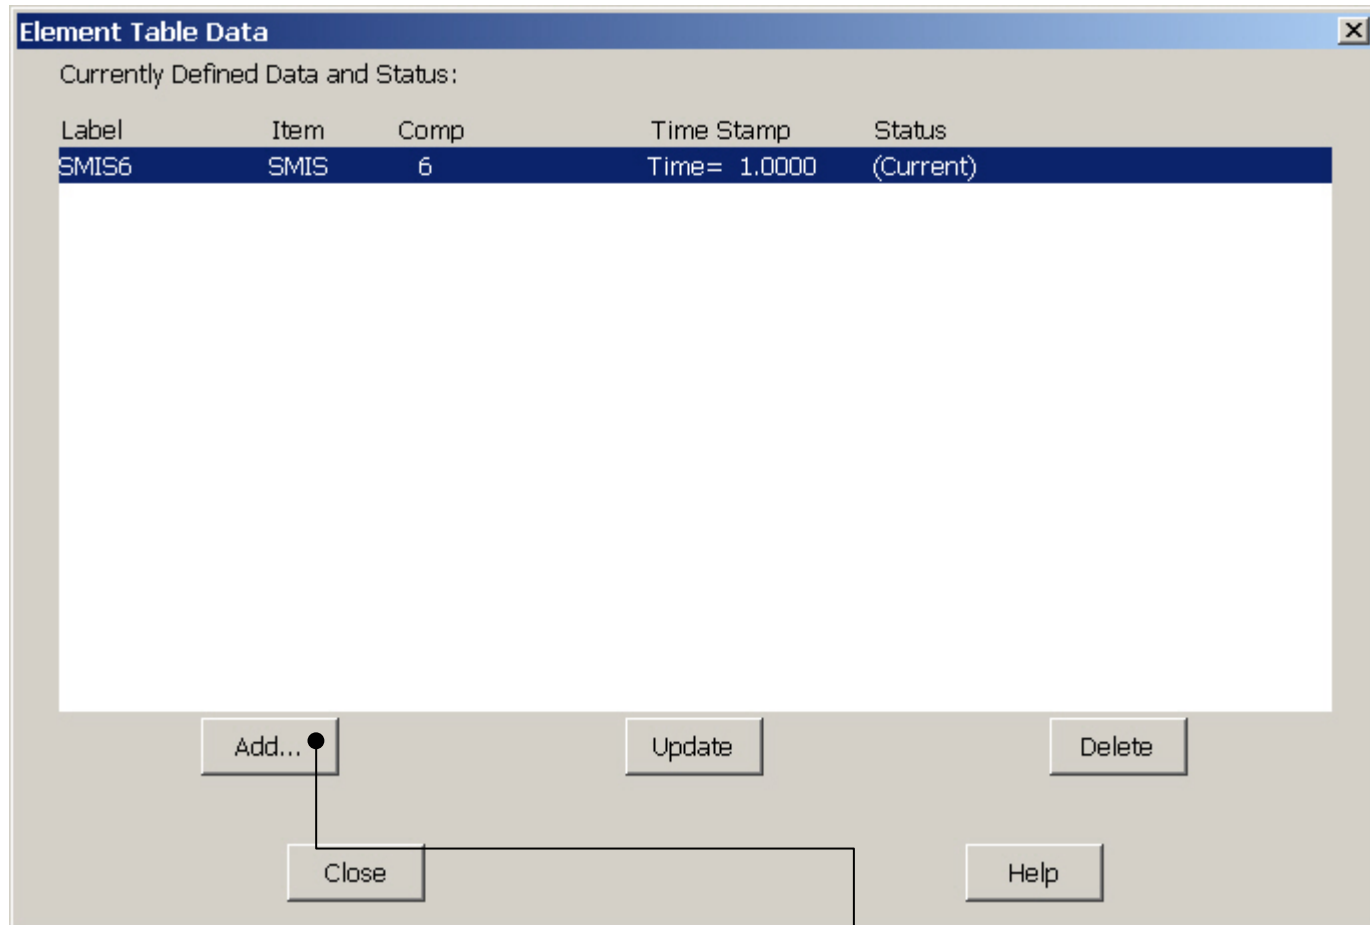 Element Table Data
Currently Defined Data and Status:
Label Item Comp Time Stamp Status
SMIS6 SMIS 6 Time= 1.0000 (Current)
Add... Update Delete
Close Help